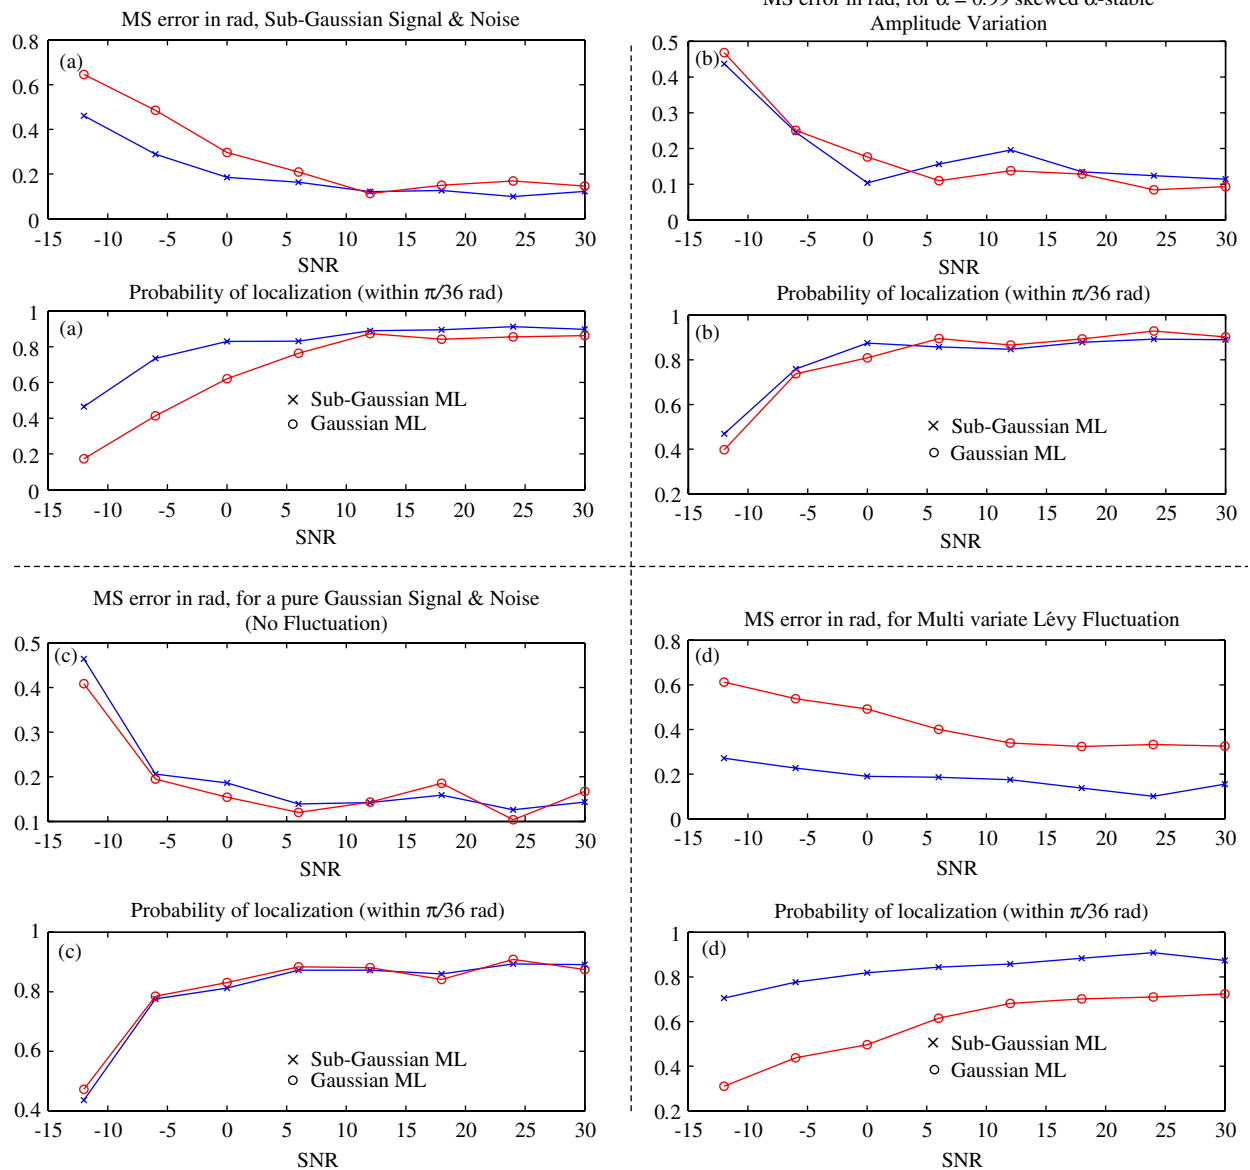 MS error in rad, Sub-Gaussian Signal & Noise
(a)
0.8
0.6
0.4
0.2
0
-15 -10 -5 0 5 10 15 20 25 30
SNR
Probability of localization (within π/36 rad)
(a)
1
0.8
0.6
0.4
0.2
0
Sub-Gaussian ML
Gaussian ML
-15 -10 -5 0 5 10 15 20 25 30
SNR
MS error in rad, for α = 0.99 skewed α-stable
Amplitude Variation
(b)
0.5
0.4
0.3
0.2
0.1
0
-15 -10 -5 0 5 10 15 20 25 30
SNR
Probability of localization (within π/36 rad)
(b)
1
0.8
0.6
0.4
0.2
Sub-Gaussian ML
Gaussian ML
-15 -10 -5 0 5 10 15 20 25 30
SNR
MS error in rad, for a pure Gaussian Signal & Noise
(No Fluctuation)
(c)
0.5
0.4
0.3
0.2
0.1
-15 -10 -5 0 5 10 15 20 25 30
SNR
Probability of localization (within π/36 rad)
(c)
1
0.8
0.6
0.4
Sub-Gaussian ML
Gaussian ML
-15 -10 -5 0 5 10 15 20 25 30
SNR
MS error in rad, for Multi variate Lévy Fluctuation
(d)
0.8
0.6
0.4
0.2
0
-15 -10 -5 0 5 10 15 20 25 30
SNR
Probability of localization (within π/36 rad)
(d)
1
0.8
0.6
0.4
0.2
Sub-Gaussian ML
Gaussian ML
-15 -10 -5 0 5 10 15 20 25 30
SNR